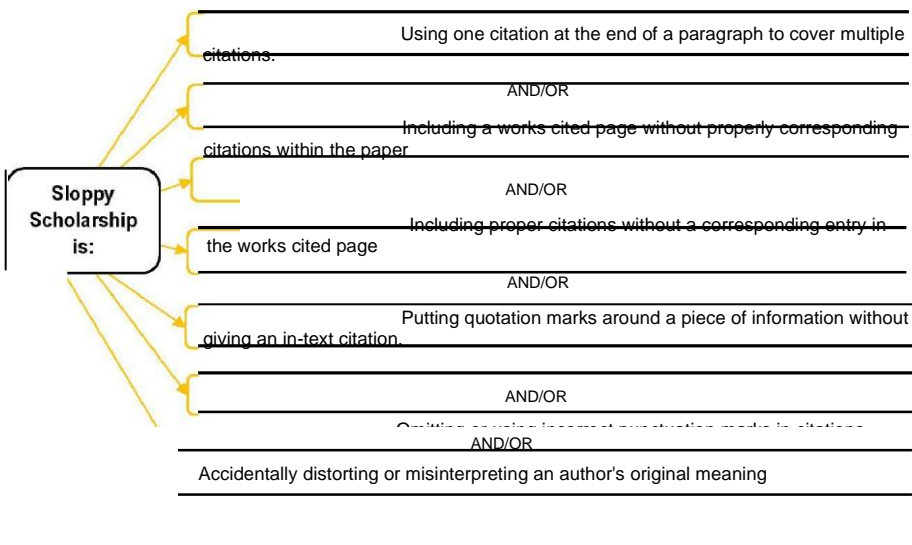 Using one citation at the end of a paragraph to cover multiple
citations.
AND/OR
Including a works cited page without properly corresponding
citations within the paper
Sloppy
Scholarship
is:
AND/OR
Including proper citations without a corresponding entry in
the works cited page
AND/OR
Putting quotation marks around a piece of information without
giving an in-text citation.
AND/OR
Omitting or using incorrect punctuation marks in citations
AND/OR
Accidentally distorting or misinterpreting an author's original meaning